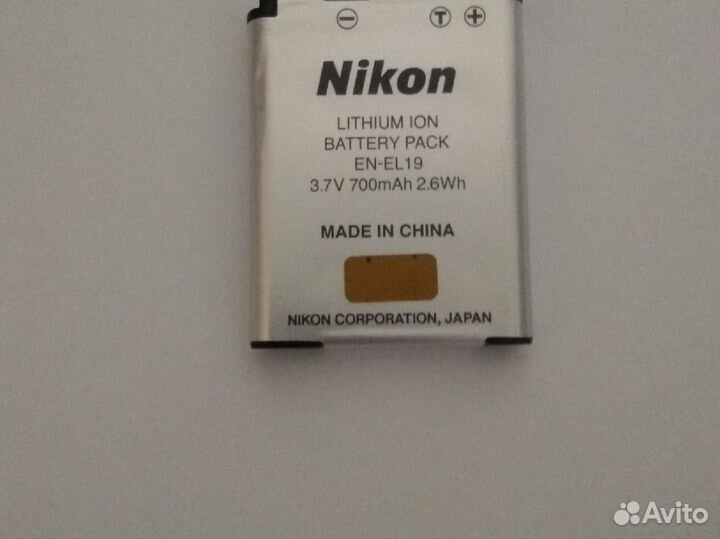 − T +
Nikon
LITHIUM ION
BATTERY PACK
EN-EL19
3.7V 700mAh 2.6Wh
MADE IN CHINA
NIKON CORPORATION, JAPAN
Avito